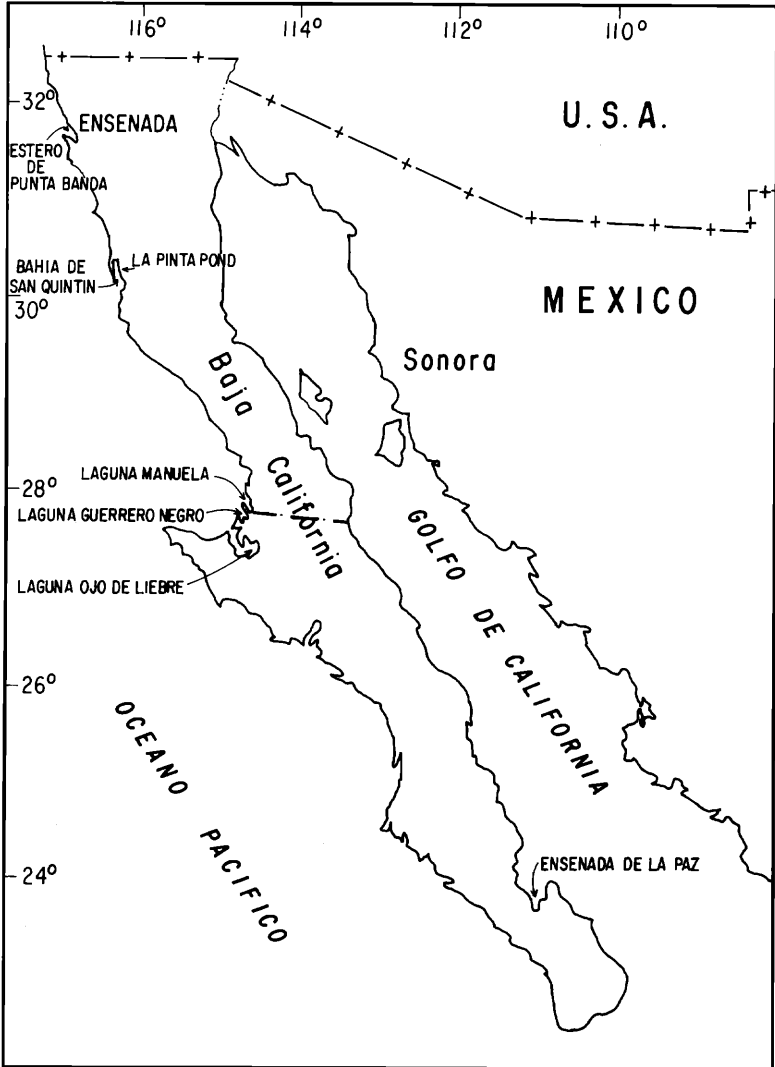 116°
114°
112°
110°
32°
U.S.A.
ENSENADA
ESTERO
DE
PUNTA BANDA
LA PINTA POND
BAHIA DE
SAN QUINTIN
30°
MEXICO
Sonora
Baja
California
28°
LAGUNA MANUELA
LAGUNA GUERRERO NEGRO
LAGUNA OJO DE LIEBRE
GOLFO DE CALIFORNIA
26°
OCEANO PACIFICO
24°
ENSENADA DE LA PAZ